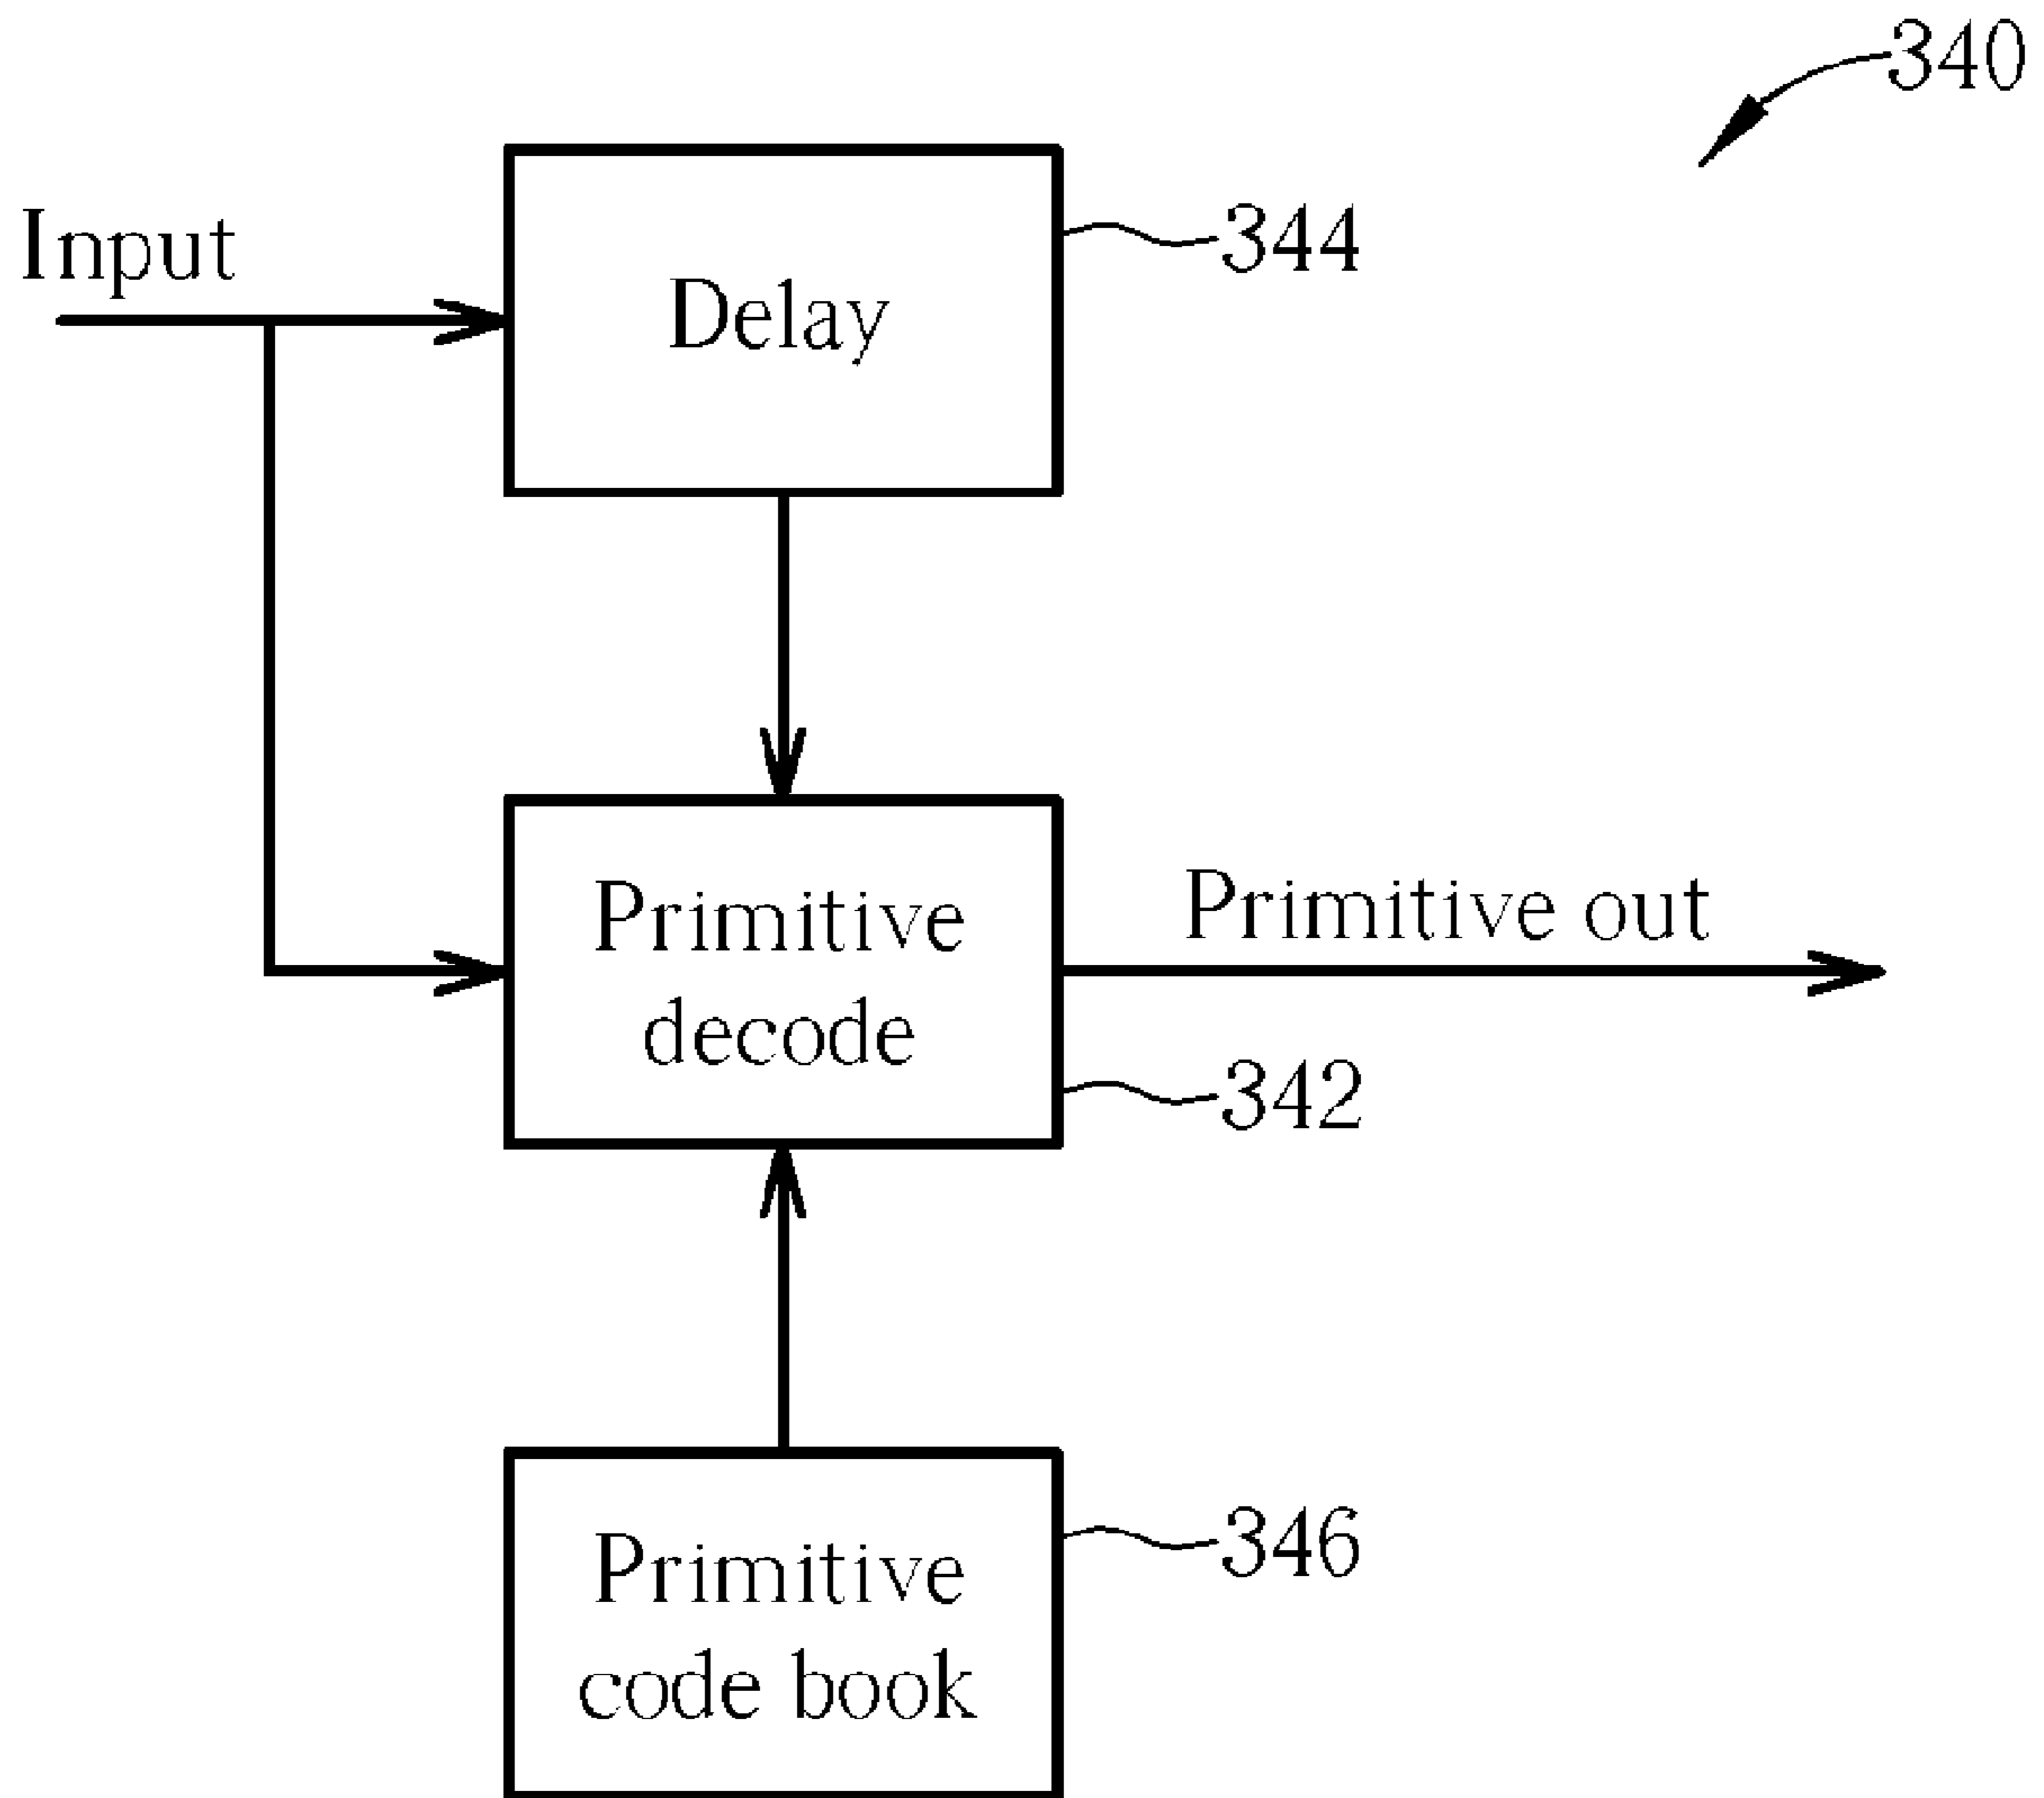 340
344
Input
Delay
Primitive
decode
Primitive out
342
346
Primitive
code book